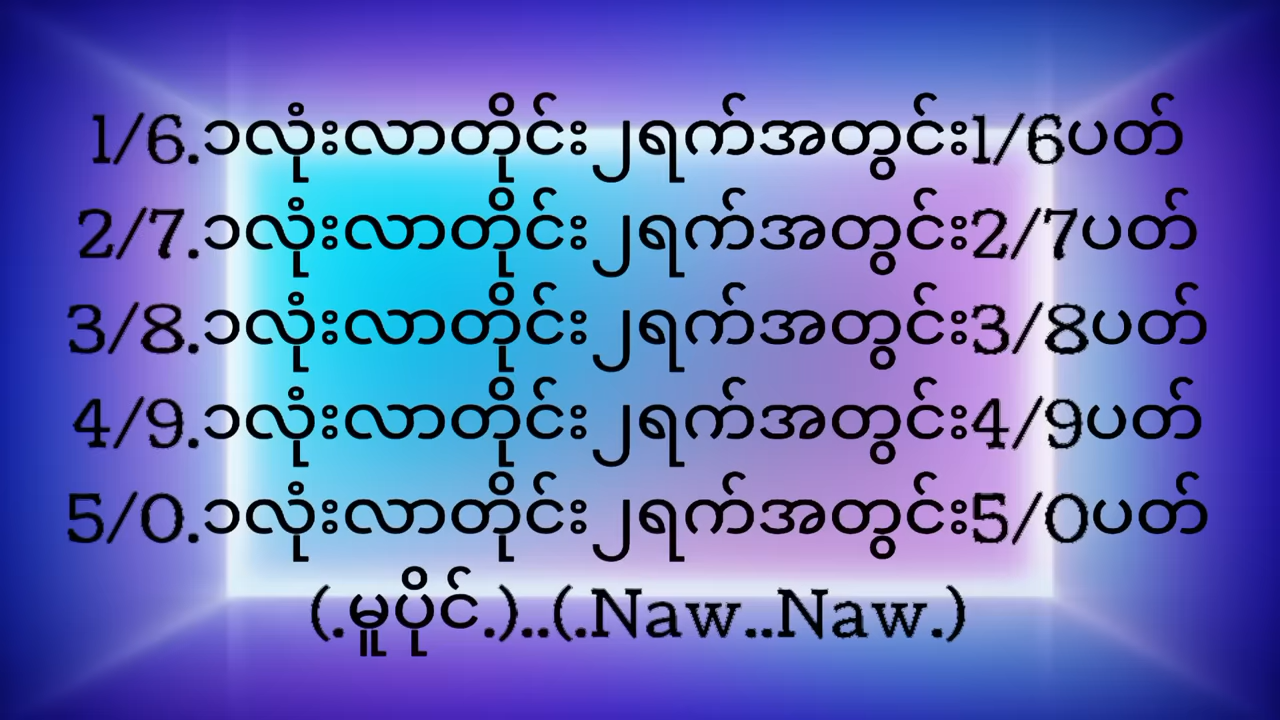 1/6.၁လုံးလာတိုင်း၂ရက်အတွင်း1/6ပတ်
2/7.၁လုံးလာတိုင်း၂ရက်အတွင်း2/7ပတ်
3/8.၁လုံးလာတိုင်း၂ရက်အတွင်း3/8ပတ်
4/9.၁လုံးလာတိုင်း၂ရက်အတွင်း4/9ပတ်
5/0.၁လုံးလာတိုင်း၂ရက်အတွင်း5/0ပတ်
(.မူပိုင်.)..(.Naw..Naw.)